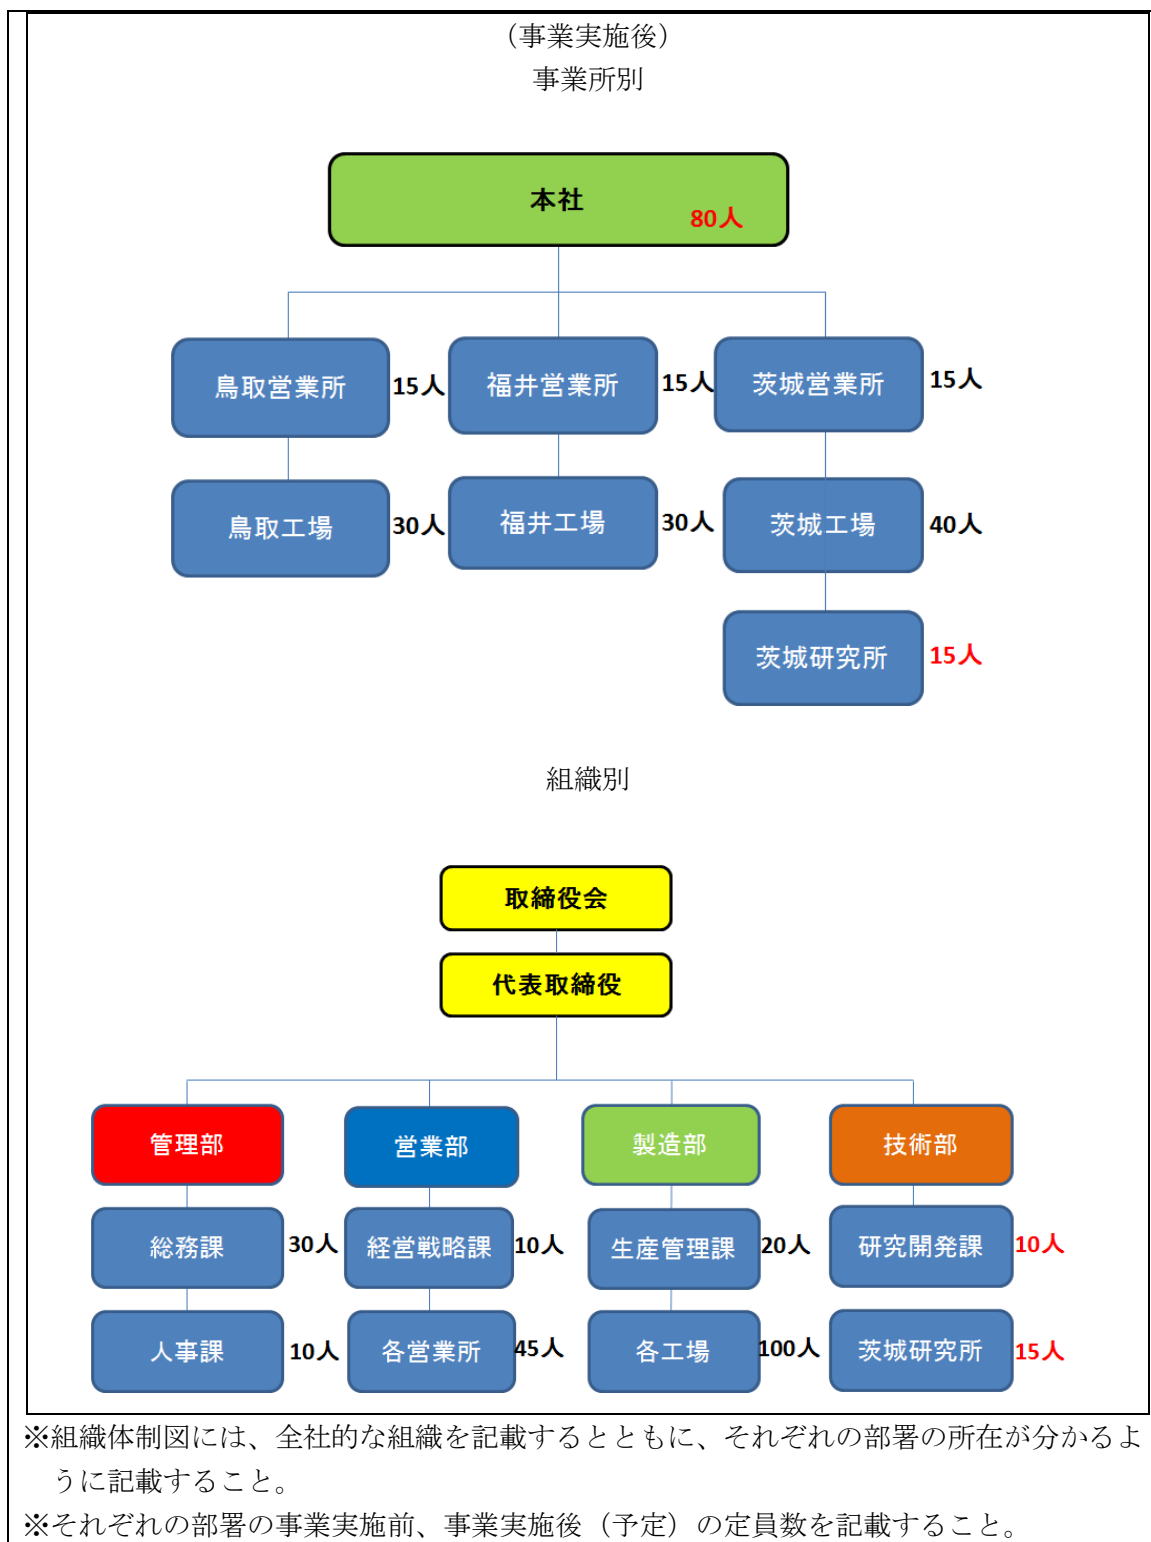 （事業実施後）
事業所別
本社
80人
鳥取営業所 15人 福井営業所 15人 茨城営業所 15人
鳥取工場 30人 福井工場 30人 茨城工場 40人
茨城研究所 15人
組織別
取締役会
代表取締役
管理部 営業部 製造部 技術部
総務課 30人 経営戦略課 10人 生産管理課 20人 研究開発課 10人
人事課 10人 各営業所 45人 各工場 100人 茨城研究所 15人
※組織体制図には、全社的な組織を記載するとともに、それぞれの部署の所在が分かるよ
うに記載すること。
※それぞれの部署の事業実施前、事業実施後（予定）の定員数を記載すること。